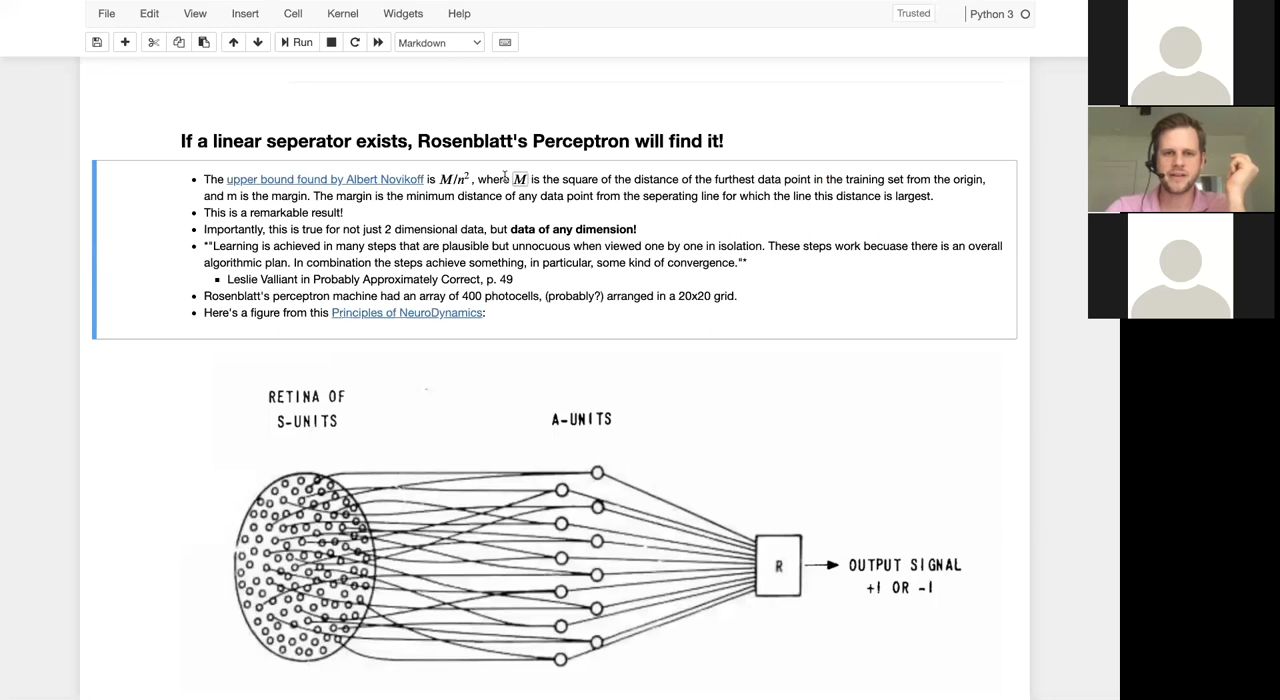 File Edit View Insert Cell Kernel Widgets Help Trusted Python 3
Run Markdown
If a linear seperator exists, Rosenblatt's Perceptron will find it!
The upper bound found by Albert Novikoff is M/n², where M is the square of the distance of the furthest data point in the training set from the origin,
and m is the margin. The margin is the minimum distance of any data point from the seperating line for which the line this distance is largest.
This is a remarkable result!
Importantly, this is true for not just 2 dimensional data, but data of any dimension!
*"Learning is achieved in many steps that are plausible but unnocuous when viewed one by one in isolation. These steps work becuase there is an overall
algorithmic plan. In combination the steps achieve something, in particular, some kind of convergence."*
Leslie Valliant in Probably Approximately Correct, p. 49
Rosenblatt's perceptron machine had an array of 400 photocells, (probably?) arranged in a 20x20 grid.
Here's a figure from this Principles of NeuroDynamics:
RETINA OF
S-UNITS
A-UNITS
R
OUTPUT SIGNAL
+1 OR -1